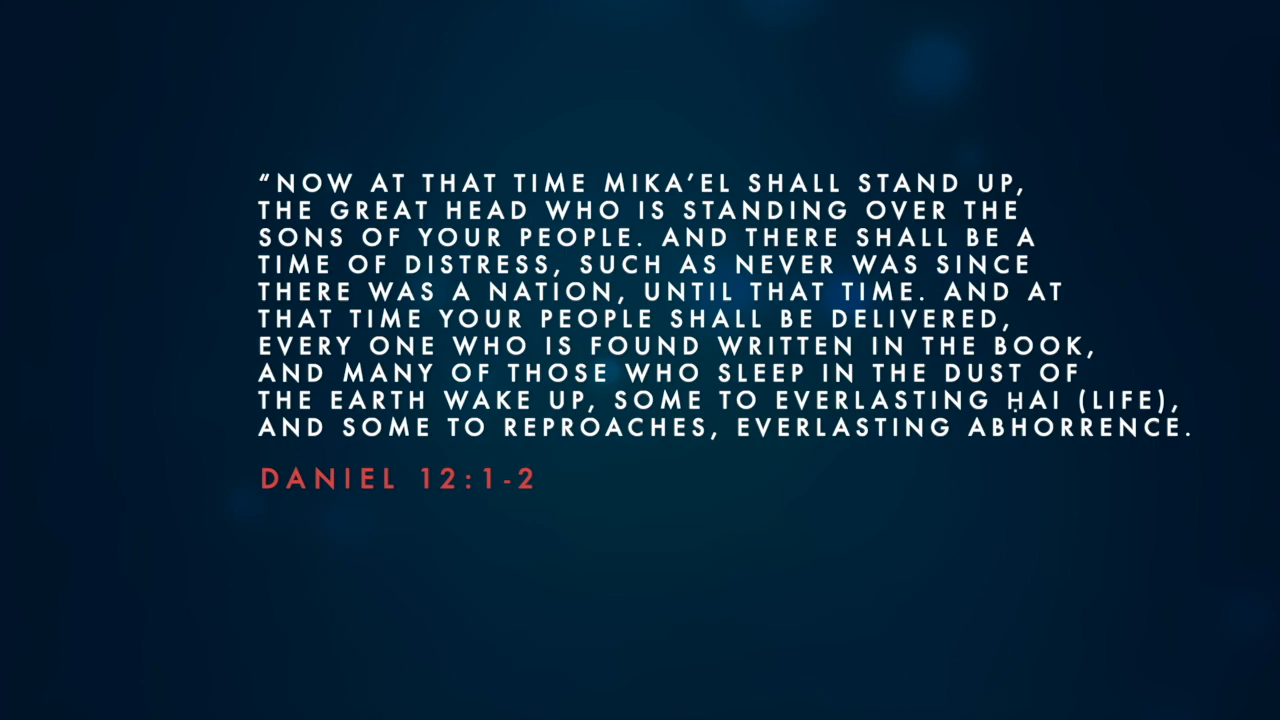 “NOW AT THAT TIME MIKA’EL SHALL STAND UP,
THE GREAT HEAD WHO IS STANDING OVER THE
SONS OF YOUR PEOPLE. AND THERE SHALL BE A
TIME OF DISTRESS, SUCH AS NEVER WAS SINCE
THERE WAS A NATION, UNTIL THAT TIME. AND AT
THAT TIME YOUR PEOPLE SHALL BE DELIVERED,
EVERY ONE WHO IS FOUND WRITTEN IN THE BOOK,
AND MANY OF THOSE WHO SLEEP IN THE DUST OF
THE EARTH WAKE UP, SOME TO EVERLASTING ḤAI (LIFE),
AND SOME TO REPROACHES, EVERLASTING ABHORRENCE.
DANIEL 12:1-2